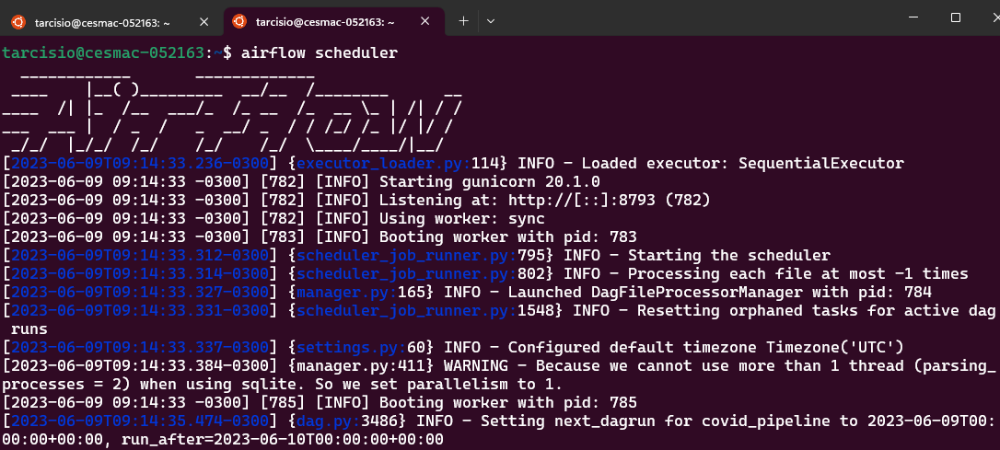 tarcisio@cesmac-052163: ~
tarcisio@cesmac-052163: ~
tarcisio@cesmac-052163:~$ airflow scheduler
  ____________       _____________
 ____    |__( )_________  __/__  /________      __
____  /| |_  /__  ___/_  /_ __  /_  __ \_ | /| / /
___  ___ |  / _  /   _  __/ _  / / /_/ /_ |/ |/ /
 _/_/  |_/_/  /_/    /_/    /_/  \____/____/|__/
[2023-06-09T09:14:33.236-0300] {executor_loader.py:114} INFO - Loaded executor: SequentialExecutor
[2023-06-09 09:14:33 -0300] [782] [INFO] Starting gunicorn 20.1.0
[2023-06-09 09:14:33 -0300] [782] [INFO] Listening at: http://[::]:8793 (782)
[2023-06-09 09:14:33 -0300] [782] [INFO] Using worker: sync
[2023-06-09 09:14:33 -0300] [783] [INFO] Booting worker with pid: 783
[2023-06-09T09:14:33.312-0300] {scheduler_job_runner.py:795} INFO - Starting the scheduler
[2023-06-09T09:14:33.314-0300] {scheduler_job_runner.py:802} INFO - Processing each file at most -1 times
[2023-06-09T09:14:33.327-0300] {manager.py:165} INFO - Launched DagFileProcessorManager with pid: 784
[2023-06-09T09:14:33.331-0300] {scheduler_job_runner.py:1548} INFO - Resetting orphaned tasks for active dag
 runs
[2023-06-09T09:14:33.337-0300] {settings.py:60} INFO - Configured default timezone Timezone('UTC')
[2023-06-09T09:14:33.384-0300] {manager.py:411} WARNING - Because we cannot use more than 1 thread (parsing_
processes = 2) when using sqlite. So we set parallelism to 1.
[2023-06-09 09:14:33 -0300] [785] [INFO] Booting worker with pid: 785
[2023-06-09T09:14:35.474-0300] {dag.py:3486} INFO - Setting next_dagrun for covid_pipeline to 2023-06-09T00:
00:00+00:00, run_after=2023-06-10T00:00:00+00:00